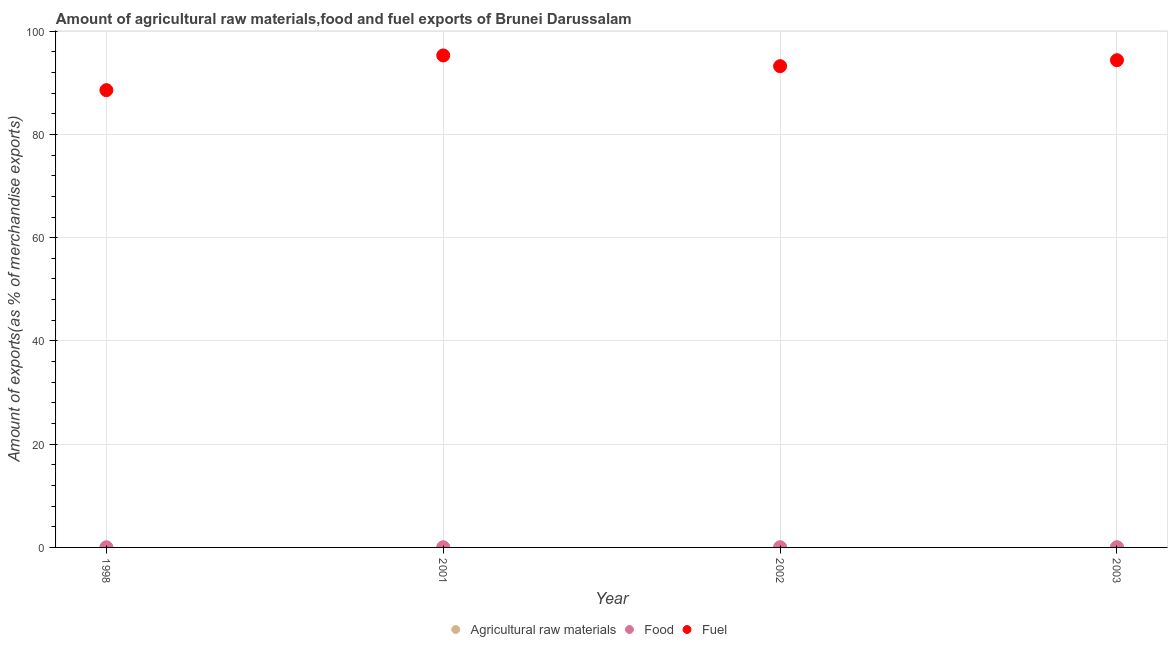 Amount of agricultural raw materials,food and fuel exports of Brunei Darussalam
Amount of exports(as % of merchandise exports)
100
80
60
40
20
0
1998
2001
2002
2003
Year
Agricultural raw materials
Food
Fuel